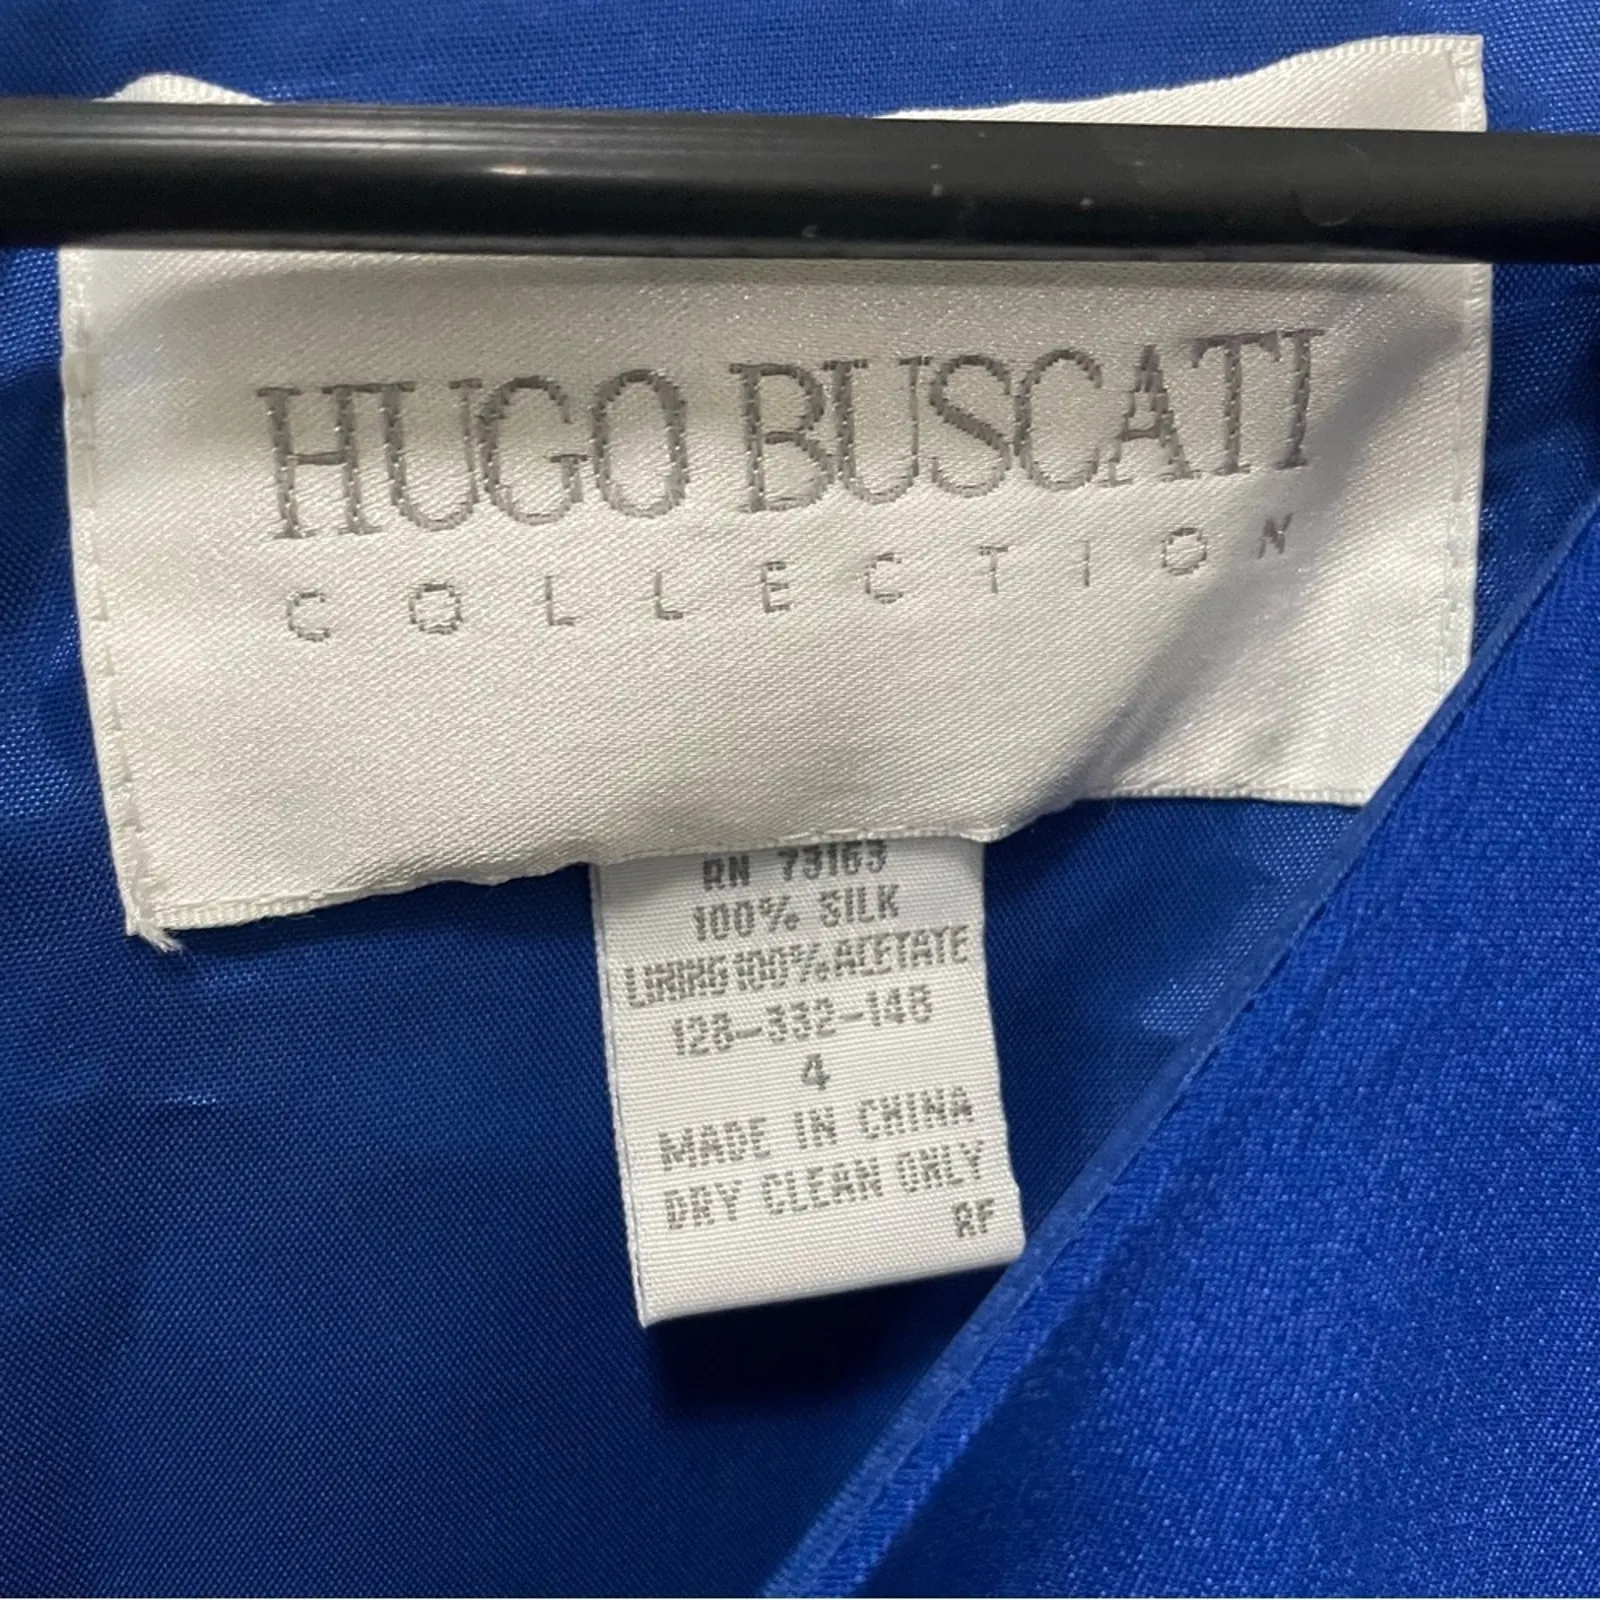 HUGO BUSCATI
COLLECTION
RN 73163
100% SILK
LINING 100% ACETATE
128-332-148
4
MADE IN CHINA
DRY CLEAN ONLY
RF